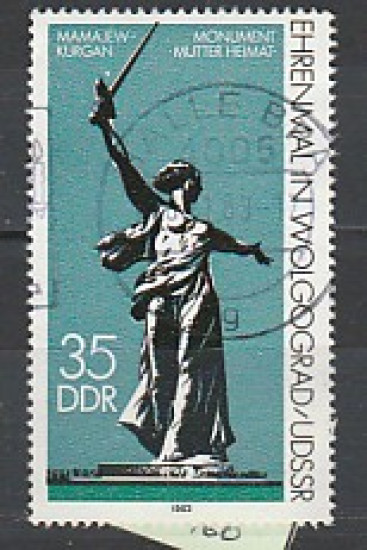 MAMAJEW-
KURGAN
MONUMENT
·MUTTER HEIMAT·
EHRENMAL IN WOLGOGRAD/UDSSR
35
DDR
1983